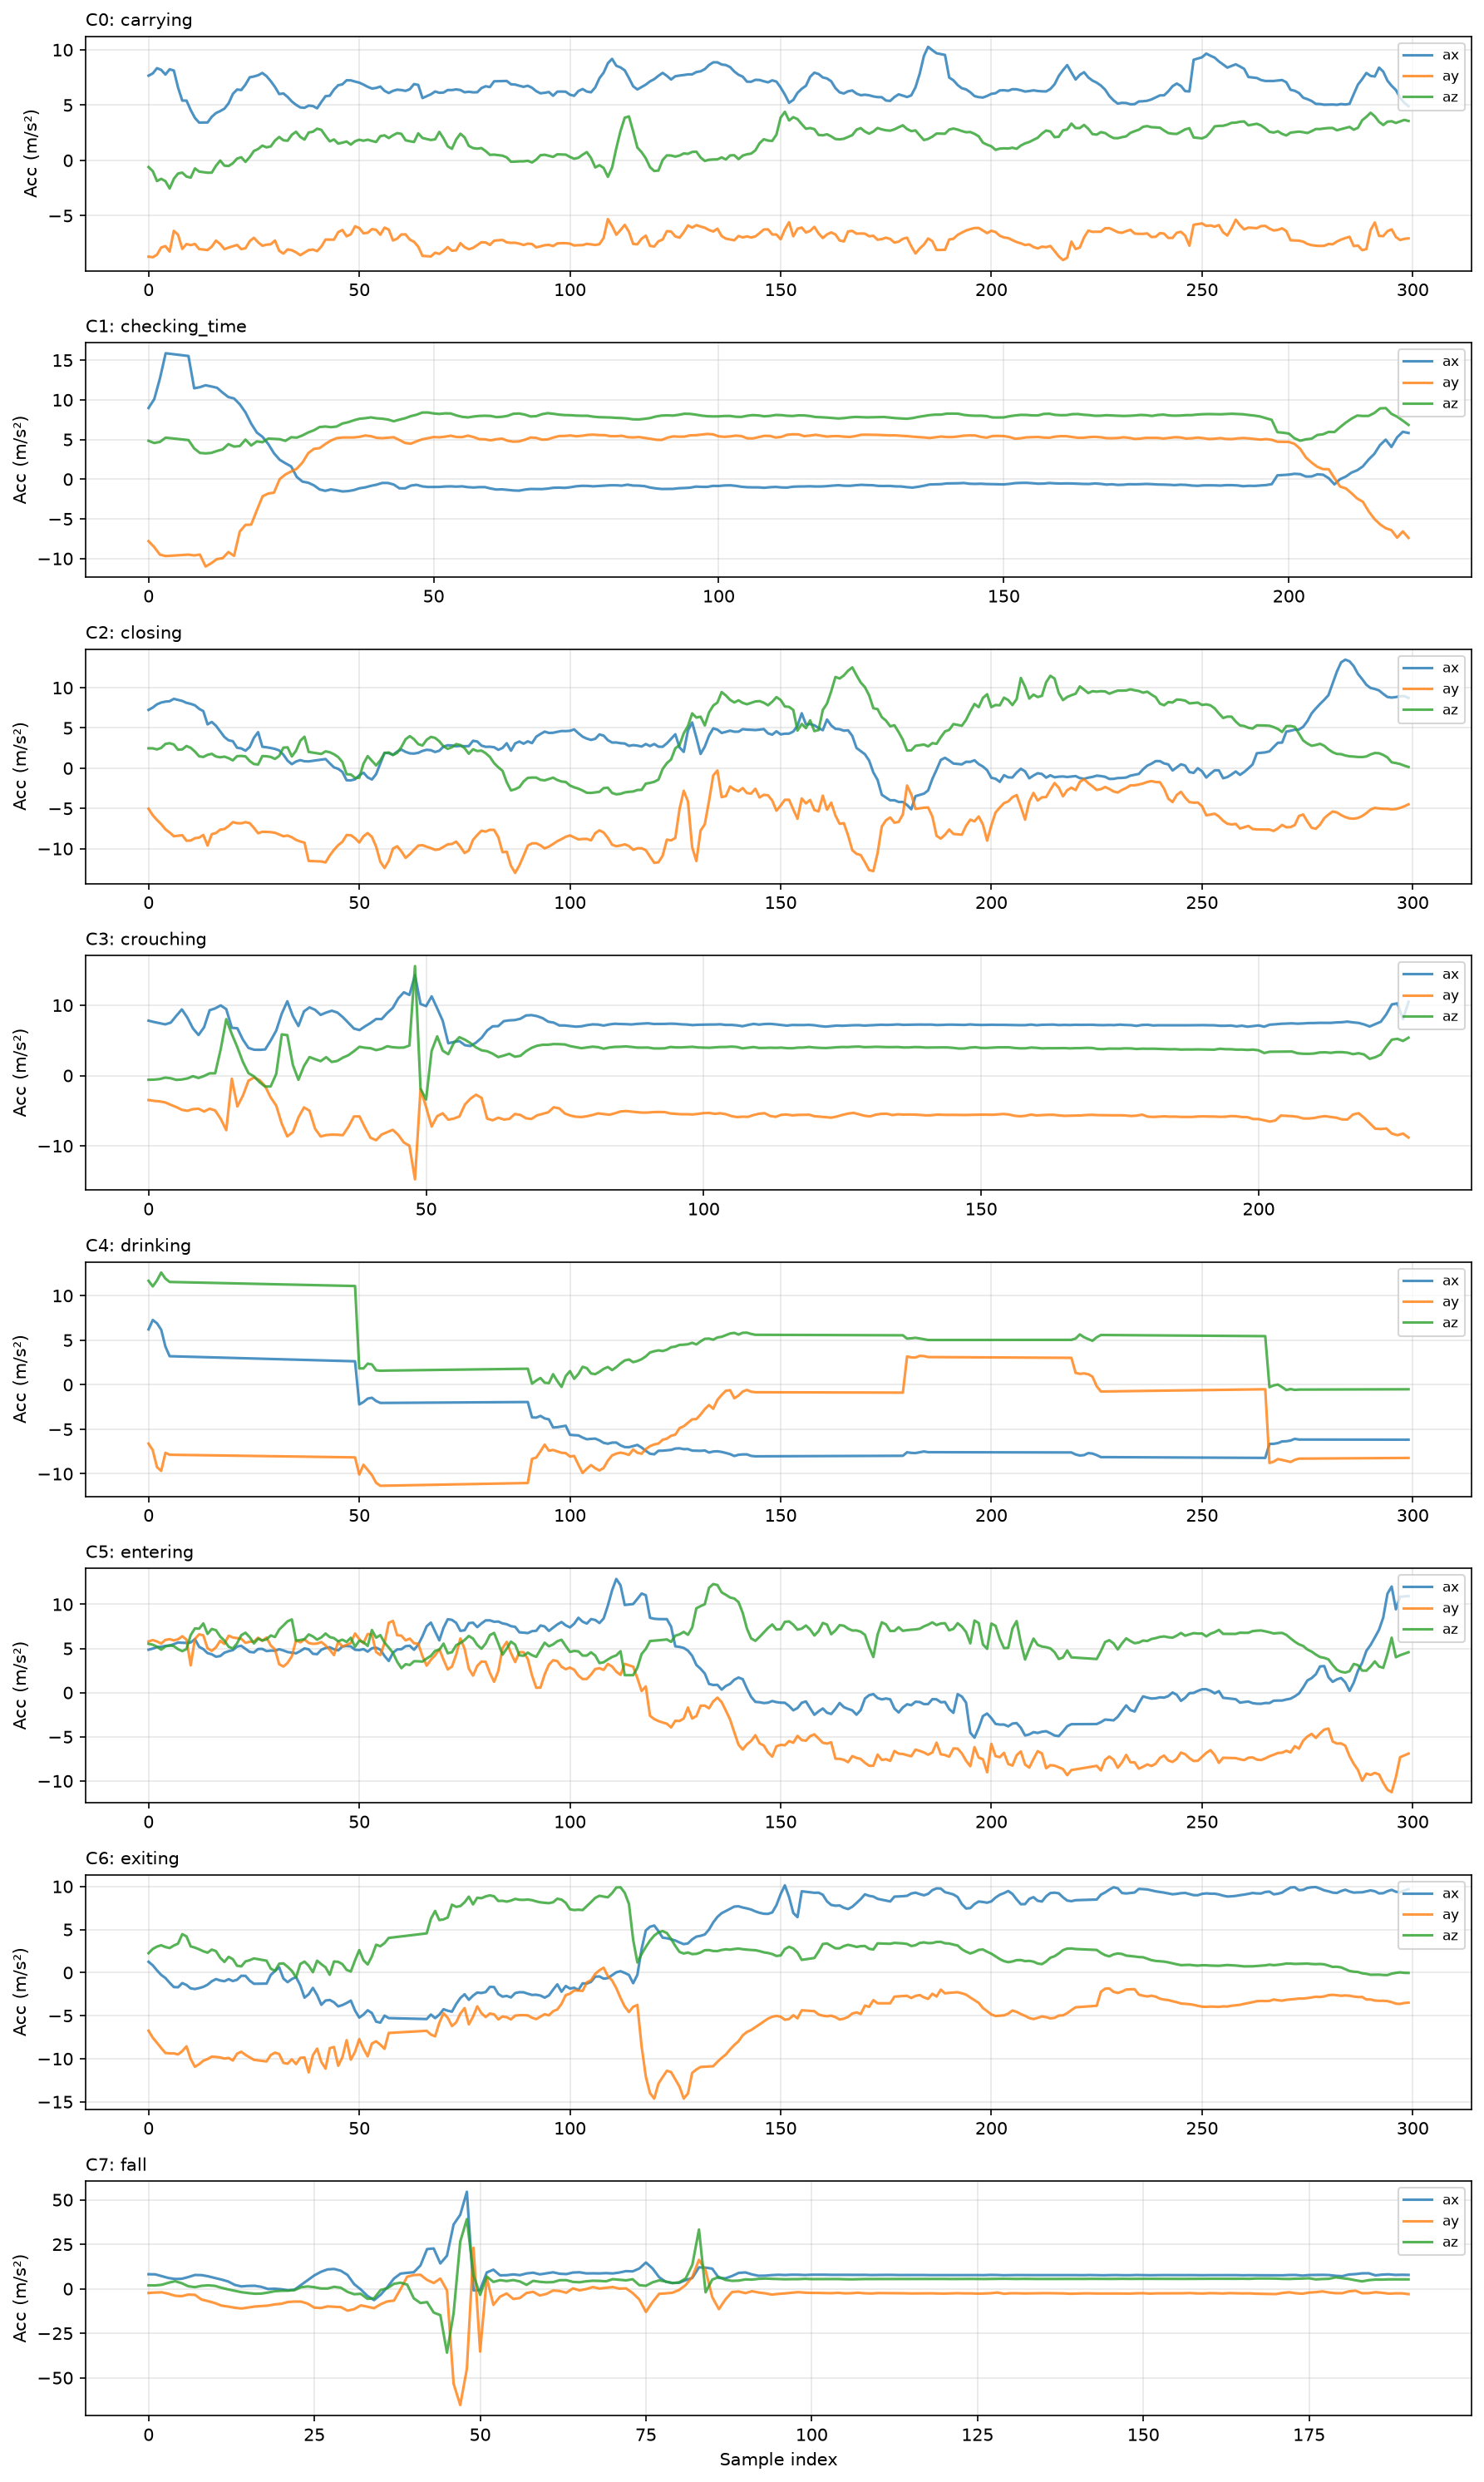 C0: carrying
10
5
0
−5
Acc (m/s²)
ax
ay
az
0 50 100 150 200 250 300
C1: checking_time
15
10
5
0
−5
−10
Acc (m/s²)
ax
ay
az
0 50 100 150 200
C2: closing
10
5
0
−5
−10
Acc (m/s²)
ax
ay
az
0 50 100 150 200 250 300
C3: crouching
10
0
−10
Acc (m/s²)
ax
ay
az
0 50 100 150 200
C4: drinking
10
5
0
−5
−10
Acc (m/s²)
ax
ay
az
0 50 100 150 200 250 300
C5: entering
10
5
0
−5
−10
Acc (m/s²)
ax
ay
az
0 50 100 150 200 250 300
C6: exiting
10
5
0
−5
−10
−15
Acc (m/s²)
ax
ay
az
0 50 100 150 200 250 300
C7: fall
50
25
0
−25
−50
Acc (m/s²)
ax
ay
az
0 25 50 75 100 125 150 175
Sample index